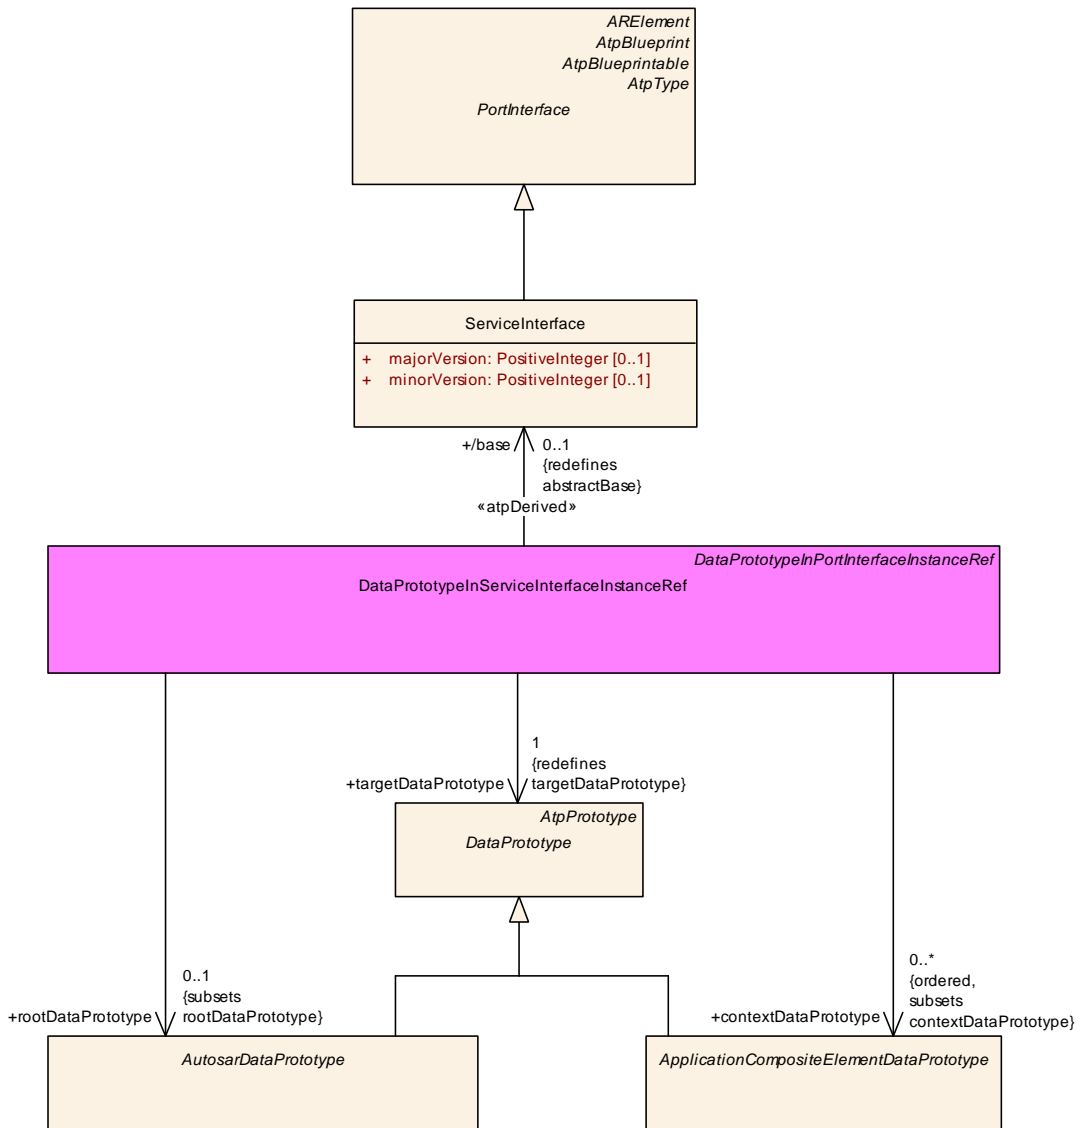 ARElement
AtpBlueprint
AtpBlueprintable
AtpType
PortInterface
ServiceInterface
+ majorVersion: PositiveInteger [0..1]
+ minorVersion: PositiveInteger [0..1]
+/base 0..1
{redefines
abstractBase}
«atpDerived»
DataPrototypeInPortInterfaceInstanceRef
DataPrototypeInServiceInterfaceInstanceRef
1
{redefines
+targetDataPrototype targetDataPrototype}
AtpPrototype
DataPrototype
0..1
{subsets
+rootDataPrototype rootDataPrototype}
0..*
{ordered,
subsets
+contextDataPrototype contextDataPrototype}
AutosarDataPrototype
ApplicationCompositeElementDataPrototype